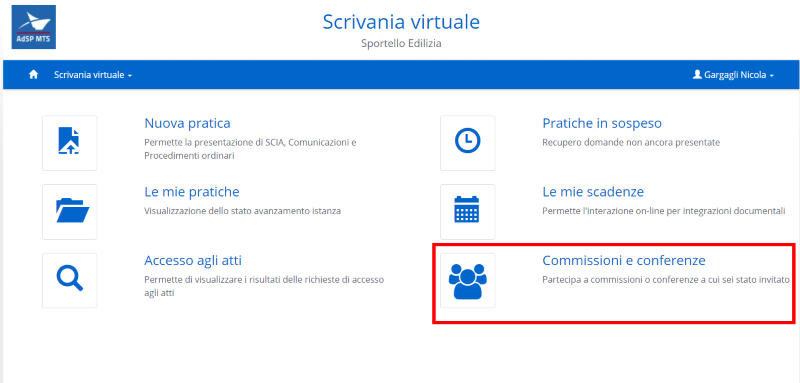 AdSP MTS
Scrivania virtuale
Sportello Edilizia
Scrivania virtuale
Gargagli Nicola
Nuova pratica
Permette la presentazione di SCIA, Comunicazioni e
Procedimenti ordinari
Pratiche in sospeso
Recupero domande non ancora presentate
Le mie pratiche
Visualizzazione dello stato avanzamento istanza
Le mie scadenze
Permette l'interazione on-line per integrazioni documentali
Accesso agli atti
Permette di visualizzare i risultati delle richieste di accesso
agli atti
Commissioni e conferenze
Partecipa a commissioni o conferenze a cui sei stato invitato